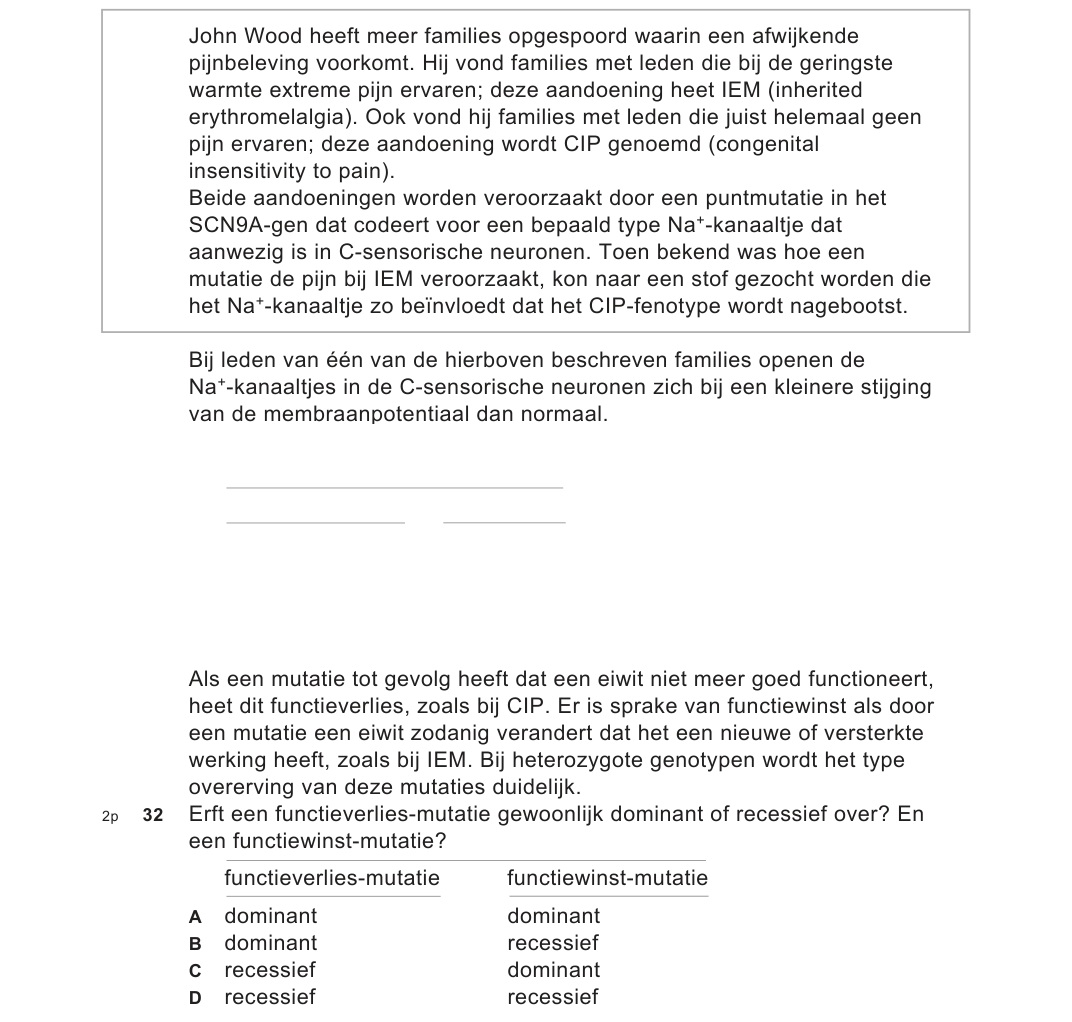 John Wood heeft meer families opgespoord waarin een afwijkende
pijnbeleving voorkomt. Hij vond families met leden die bij de geringste
warmte extreme pijn ervaren; deze aandoening heet IEM (inherited
erythromelalgia). Ook vond hij families met leden die juist helemaal geen
pijn ervaren; deze aandoening wordt CIP genoemd (congenital
insensitivity to pain).
Beide aandoeningen worden veroorzaakt door een puntmutatie in het
SCN9A-gen dat codeert voor een bepaald type Na⁺-kanaaltje dat
aanwezig is in C-sensorische neuronen. Toen bekend was hoe een
mutatie de pijn bij IEM veroorzaakt, kon naar een stof gezocht worden die
het Na⁺-kanaaltje zo beïnvloedt dat het CIP-fenotype wordt nagebootst.
Bij leden van één van de hierboven beschreven families openen de
Na⁺-kanaaltjes in de C-sensorische neuronen zich bij een kleinere stijging
van de membraanpotentiaal dan normaal.
Als een mutatie tot gevolg heeft dat een eiwit niet meer goed functioneert,
heet dit functieverlies, zoals bij CIP. Er is sprake van functiewinst als door
een mutatie een eiwit zodanig verandert dat het een nieuwe of versterkte
werking heeft, zoals bij IEM. Bij heterozygote genotypen wordt het type
overerving van deze mutaties duidelijk.
2p 32 Erft een functieverlies-mutatie gewoonlijk dominant of recessief over? En
een functiewinst-mutatie?
functieverlies-mutatie functiewinst-mutatie
A dominant dominant
B dominant recessief
C recessief dominant
D recessief recessief